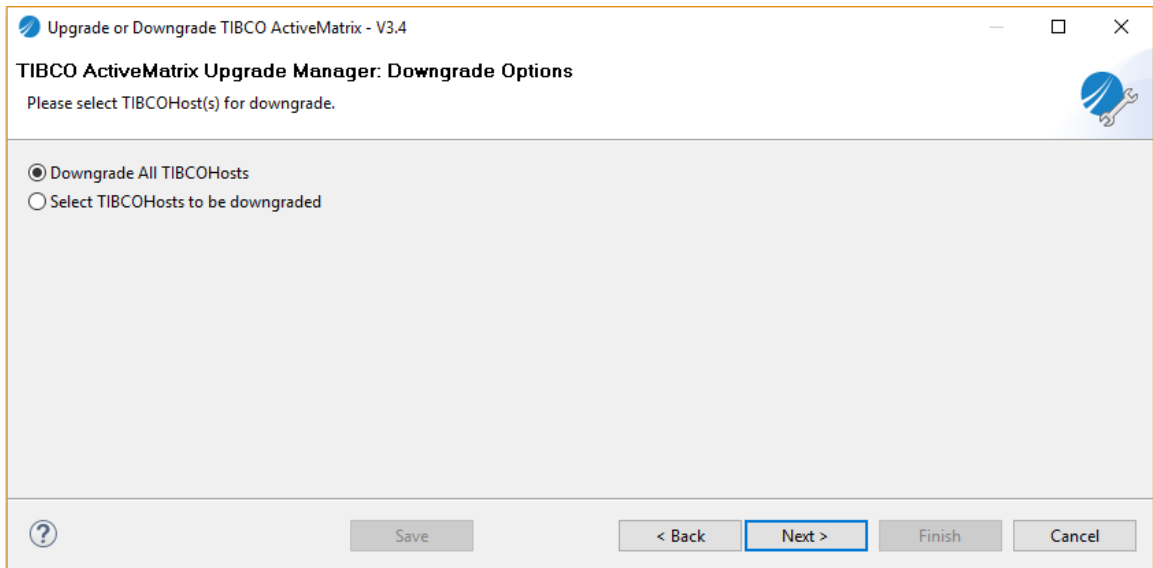 Upgrade or Downgrade TIBCO ActiveMatrix - V3.4
TIBCO ActiveMatrix Upgrade Manager: Downgrade Options
Please select TIBCOHost(s) for downgrade.
Downgrade All TIBCOHosts
Select TIBCOHosts to be downgraded
? Save < Back Next > Finish Cancel